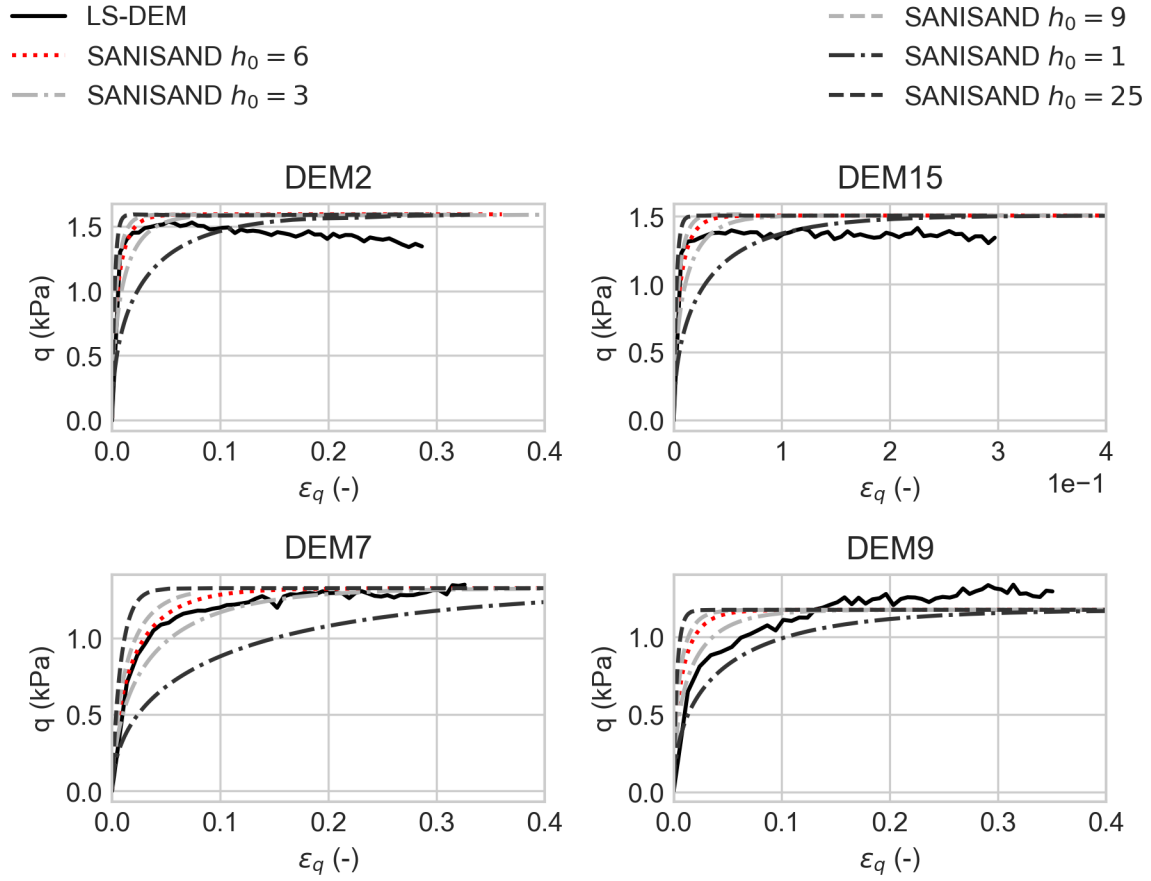 LS-DEM
SANISAND h₀ = 6
SANISAND h₀ = 3
SANISAND h₀ = 9
SANISAND h₀ = 1
SANISAND h₀ = 25
DEM2
1.5
1.0
0.5
0.0
q (kPa)
0.0 0.1 0.2 0.3 0.4
ε_q (-)
DEM15
1.5
1.0
0.5
0.0
q (kPa)
0 1 2 3 4
ε_q (-)
1e−1
DEM7
1.0
0.5
0.0
q (kPa)
0.0 0.1 0.2 0.3 0.4
ε_q (-)
DEM9
1.0
0.5
0.0
q (kPa)
0.0 0.1 0.2 0.3 0.4
ε_q (-)